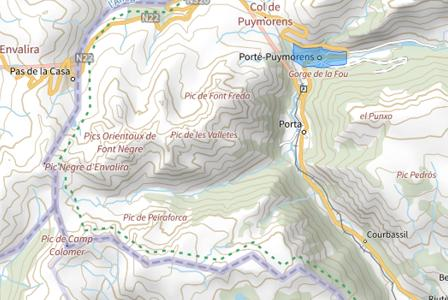 N320
N22
Col de
Puymorens
Envalira
N22
Porté-Puymorens
Pas de la Casa
Gorge de la Fou
Pic de Font Freda
el Punxo
Porta
Pics Orientaux de
Font Nègre
Pic de les Valletes
Pic Nègre d'Envalira
Pic Pedrós
Pic de Peiraforca
Courbassil
Pic de Camp
Colomer